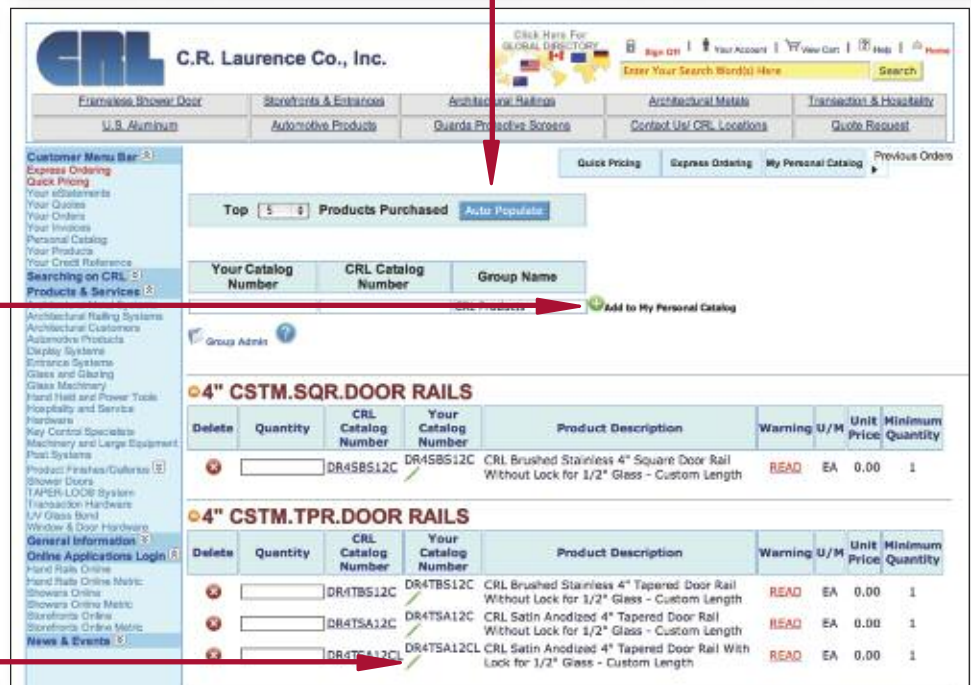 CRL
C.R. Laurence Co., Inc.
Click Here For
GLOBAL DIRECTORY
Sign Off | Your Account | View Cart | Help | Home
Enter Your Search Word(s) Here
Search
Frameless Shower Door
Storefronts & Entrances
Architectural Railings
Architectural Metals
Transaction & Hospitality
U.S. Aluminum
Automotive Products
Guards Protective Screens
Contact Us/ CRL Locations
Quote Request
Quick Pricing
Express Ordering
My Personal Catalog
Previous Orders
Customer Menu Bar
Express Ordering
Quick Pricing
Your eStatements
Your Quotes
Your Orders
Your Invoices
Personal Catalog
Your Products
Your Credit Reference
Searching on CRL
Products & Services
Architectural Railing Systems
Architectural Customers
Automotive Products
Display Systems
Entrance Systems
Glass and Glazing
Glass Machinery
Hand Held and Power Tools
Hospitality and Service
Hardware
Key Control Specialists
Machinery and Large Equipment
Post Systems
Product Finishes/Galleries
Shower Doors
TAPER-LOC® System
Transaction Hardware
UV Glass Bond
Window & Door Hardware
General Information
Online Applications Login
Hand Rails Online
Hand Rails Online Metric
Showers Online
Showers Online Metric
Storefronts Online
Storefronts Online Metric
News & Events
Top 5 Products Purchased Auto Populate
Your Catalog Number
CRL Catalog Number
Group Name
CRL Products
Add to My Personal Catalog
Group Admin
4" CSTM.SQR.DOOR RAILS
Delete Quantity CRL Catalog Number Your Catalog Number Product Description Warning U/M Unit Price Minimum Quantity
DR4SBS12C DR4SBS12C CRL Brushed Stainless 4" Square Door Rail READ EA 0.00 1
Without Lock for 1/2" Glass - Custom Length
4" CSTM.TPR.DOOR RAILS
Delete Quantity CRL Catalog Number Your Catalog Number Product Description Warning U/M Unit Price Minimum Quantity
DR4TBS12C DR4TBS12C CRL Brushed Stainless 4" Tapered Door Rail READ EA 0.00 1
Without Lock for 1/2" Glass - Custom Length
DR4TSA12C DR4TSA12C CRL Satin Anodized 4" Tapered Door Rail READ EA 0.00 1
Without Lock for 1/2" Glass - Custom Length
DR4TSA12CL DR4TSA12CL CRL Satin Anodized 4" Tapered Door Rail With READ EA 0.00 1
Lock for 1/2" Glass - Custom Length